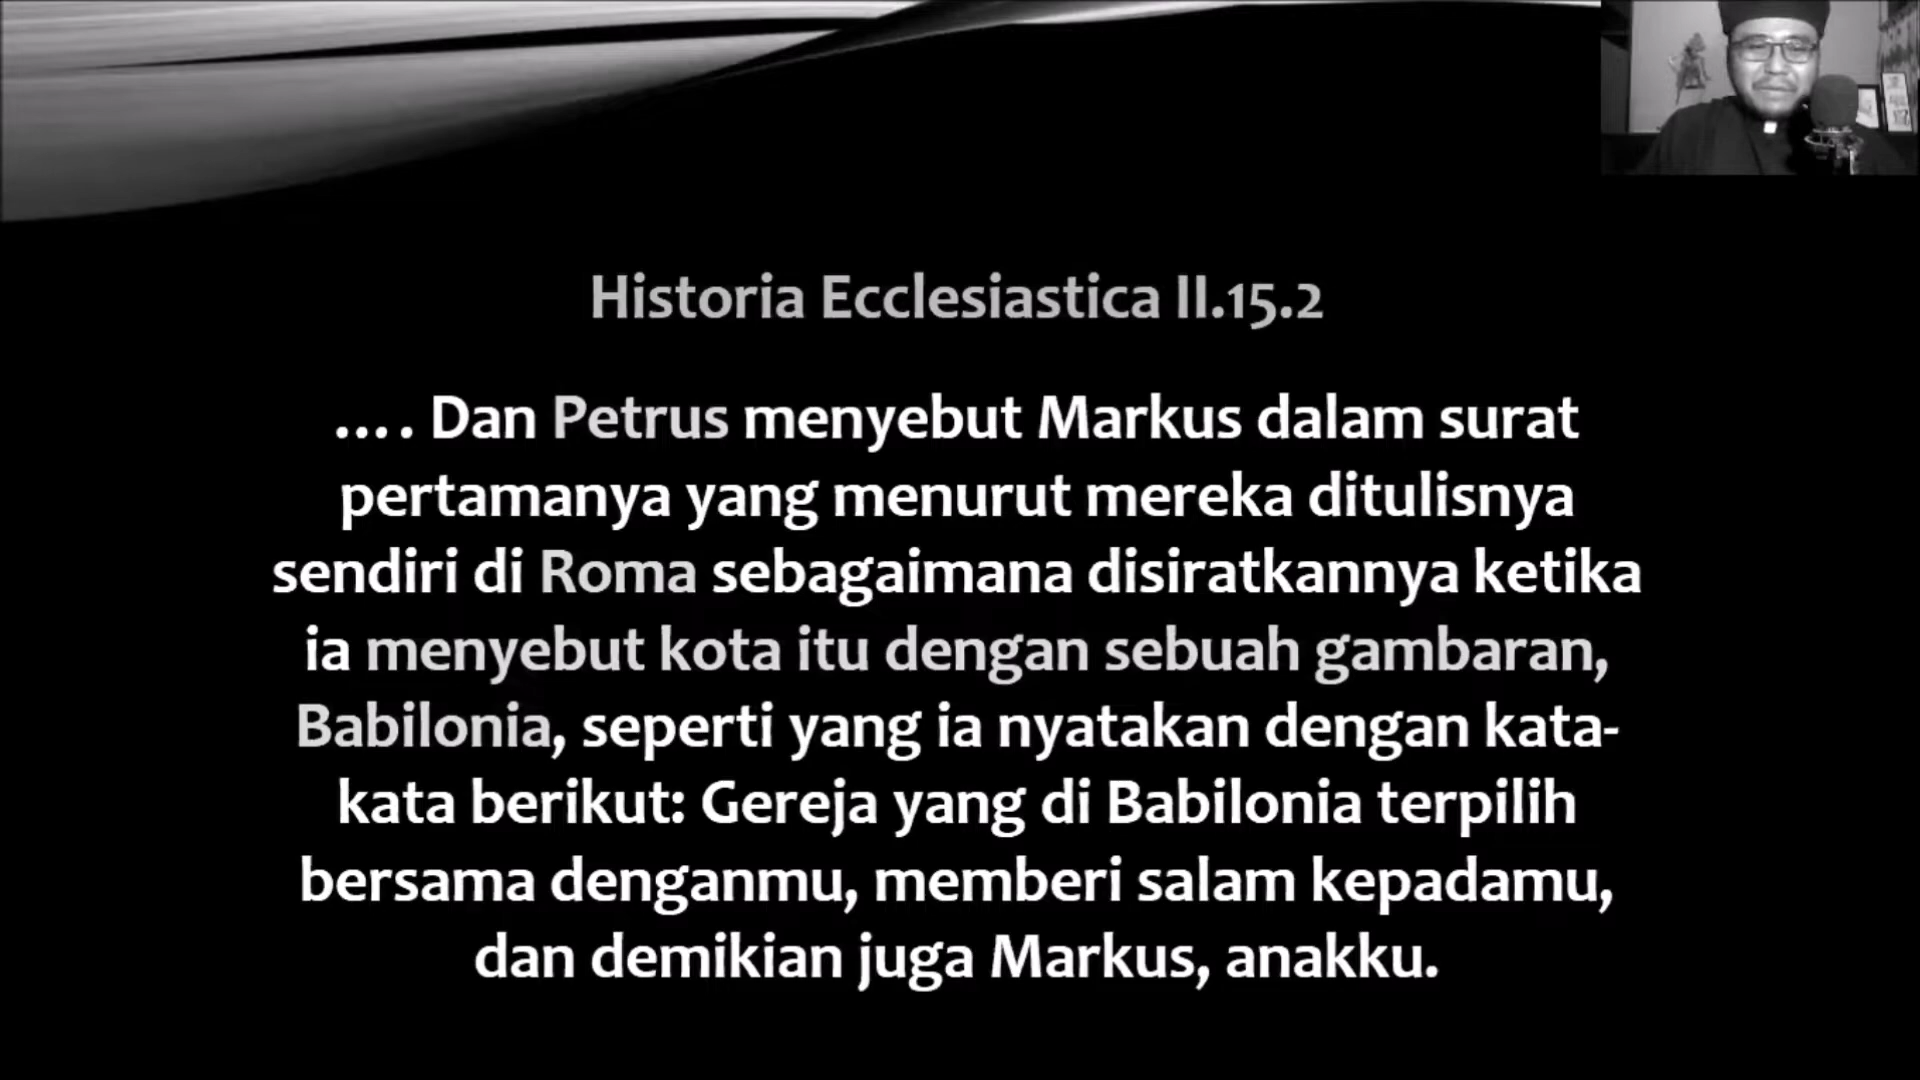 Historia Ecclesiastica II.15.2
.... Dan Petrus menyebut Markus dalam surat
pertamanya yang menurut mereka ditulisnya
sendiri di Roma sebagaimana disiratkannya ketika
ia menyebut kota itu dengan sebuah gambaran,
Babilonia, seperti yang ia nyatakan dengan kata-
kata berikut: Gereja yang di Babilonia terpilih
bersama denganmu, memberi salam kepadamu,
dan demikian juga Markus, anakku.